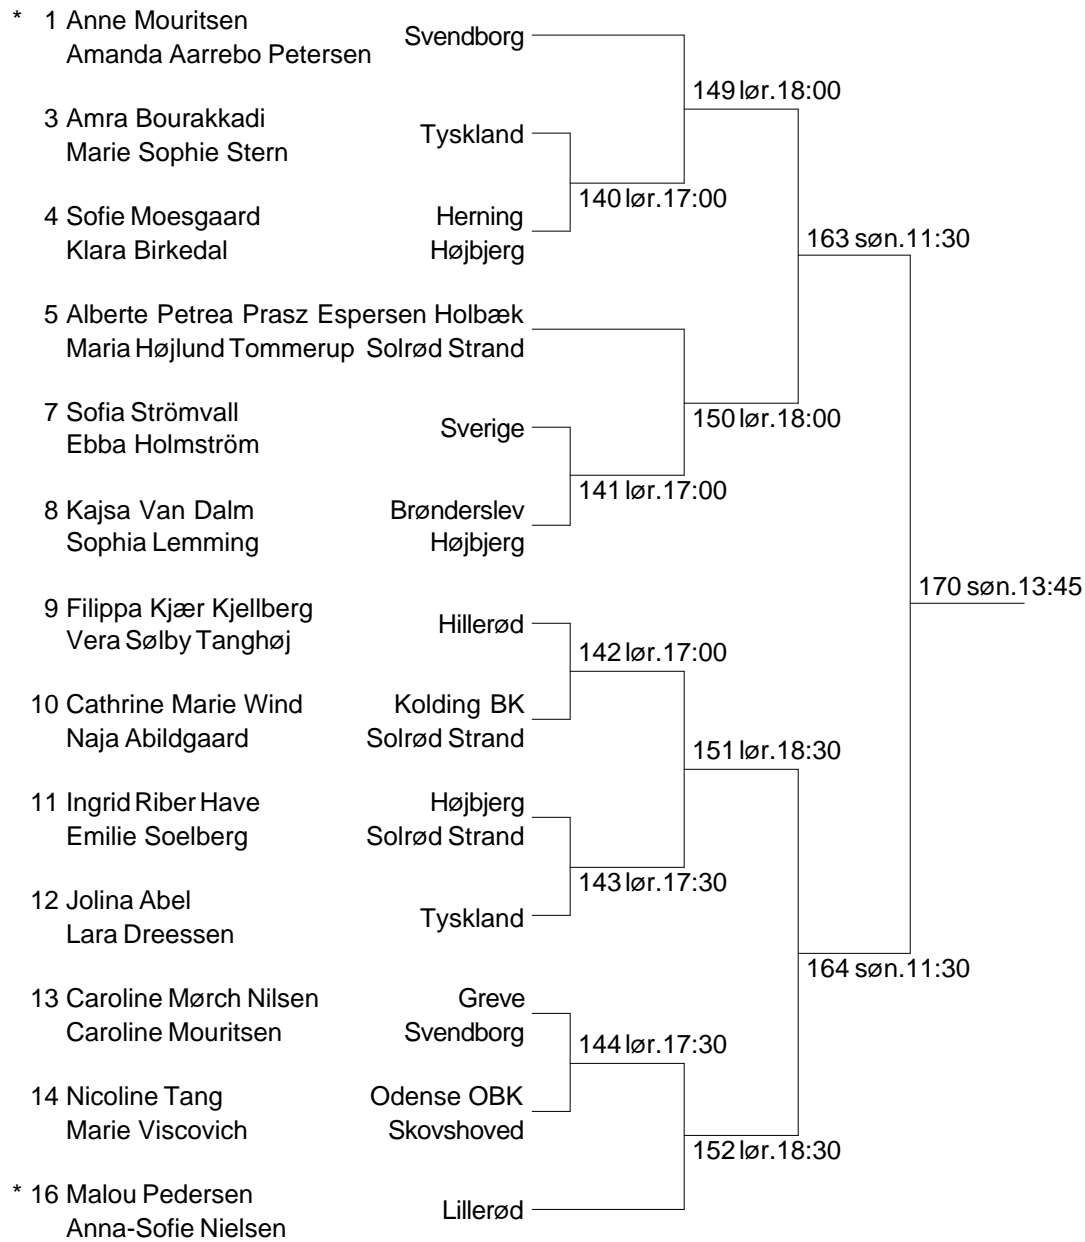 * 1 Anne Mouritsen Svendborg
Amanda Aarrebo Petersen
149 lør.18:00
3 Amra Bourakkadi Tyskland
Marie Sophie Stern
140 lør.17:00
4 Sofie Moesgaard Herning
Klara Birkedal Højbjerg
163 søn.11:30
5 Alberte Petrea Prasz Espersen Holbæk
Maria Højlund Tommerup Solrød Strand
150 lør.18:00
7 Sofia Strömvall Sverige
Ebba Holmström
141 lør.17:00
8 Kajsa Van Dalm Brønderslev
Sophia Lemming Højbjerg
170 søn.13:45
9 Filippa Kjær Kjellberg Hillerød
Vera Sølby Tanghøj
142 lør.17:00
10 Cathrine Marie Wind Kolding BK
Naja Abildgaard Solrød Strand
151 lør.18:30
11 Ingrid Riber Have Højbjerg
Emilie Soelberg Solrød Strand
143 lør.17:30
12 Jolina Abel Tyskland
Lara Dreessen
164 søn.11:30
13 Caroline Mørch Nilsen Greve
Caroline Mouritsen Svendborg
144 lør.17:30
14 Nicoline Tang Odense OBK
Marie Viscovich Skovshoved
152 lør.18:30
* 16 Malou Pedersen Lillerød
Anna-Sofie Nielsen